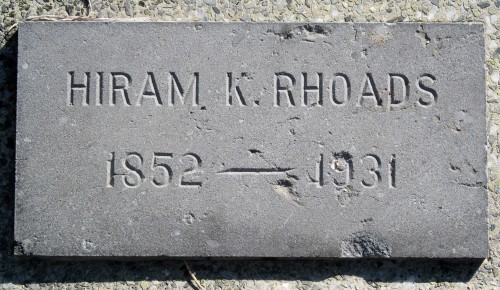 HIRAM K. RHOADS
1852 — 1931